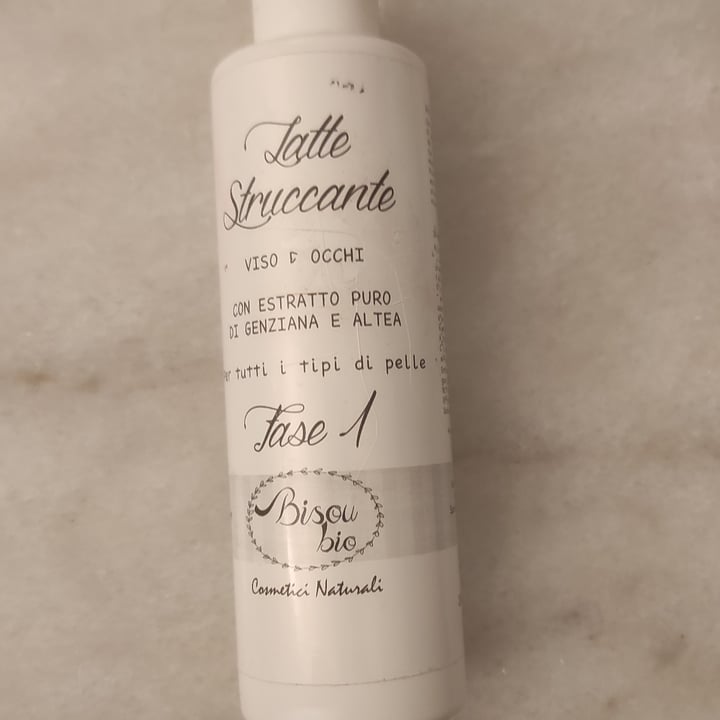 Latte
Struccante
VISO E OCCHI
CON ESTRATTO PURO
DI GENZIANA E ALTEA
per tutti i tipi di pelle
Fase 1
Bisou
bio
Cosmetici Naturali